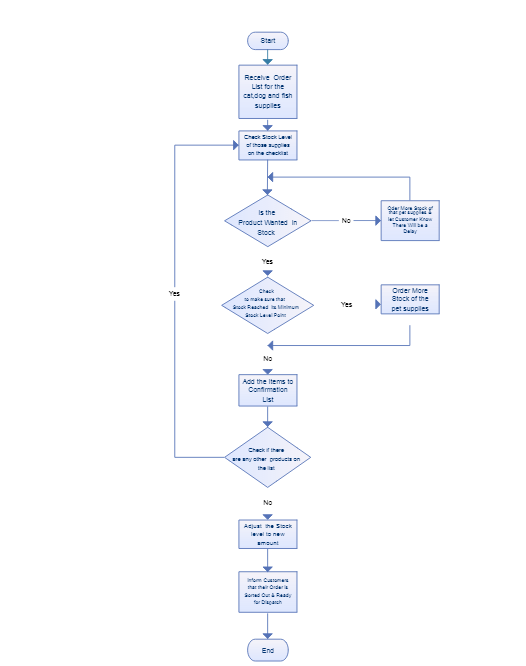 Start
Receive Order
List for the
cat,dog and fish
supplies
Check Stock Level
of those supplies
on the checklist
Is the
Product Wanted in
Stock
No
Oder More Stock of
that pet supplies &
let Customer Know
There Will be a
Delay
Yes
Check
to make sure that
Stock Reached its Minimum
Stock Level Point
Yes
Order More
Stock of the
pet supplies
Yes
No
Add the items to
Confirmation
List
Check if there
are any other products on
the list
No
Adjust the Stock
level to new
amount
Inform Customers
that their Order is
Sorted Out & Ready
for Dispatch
End